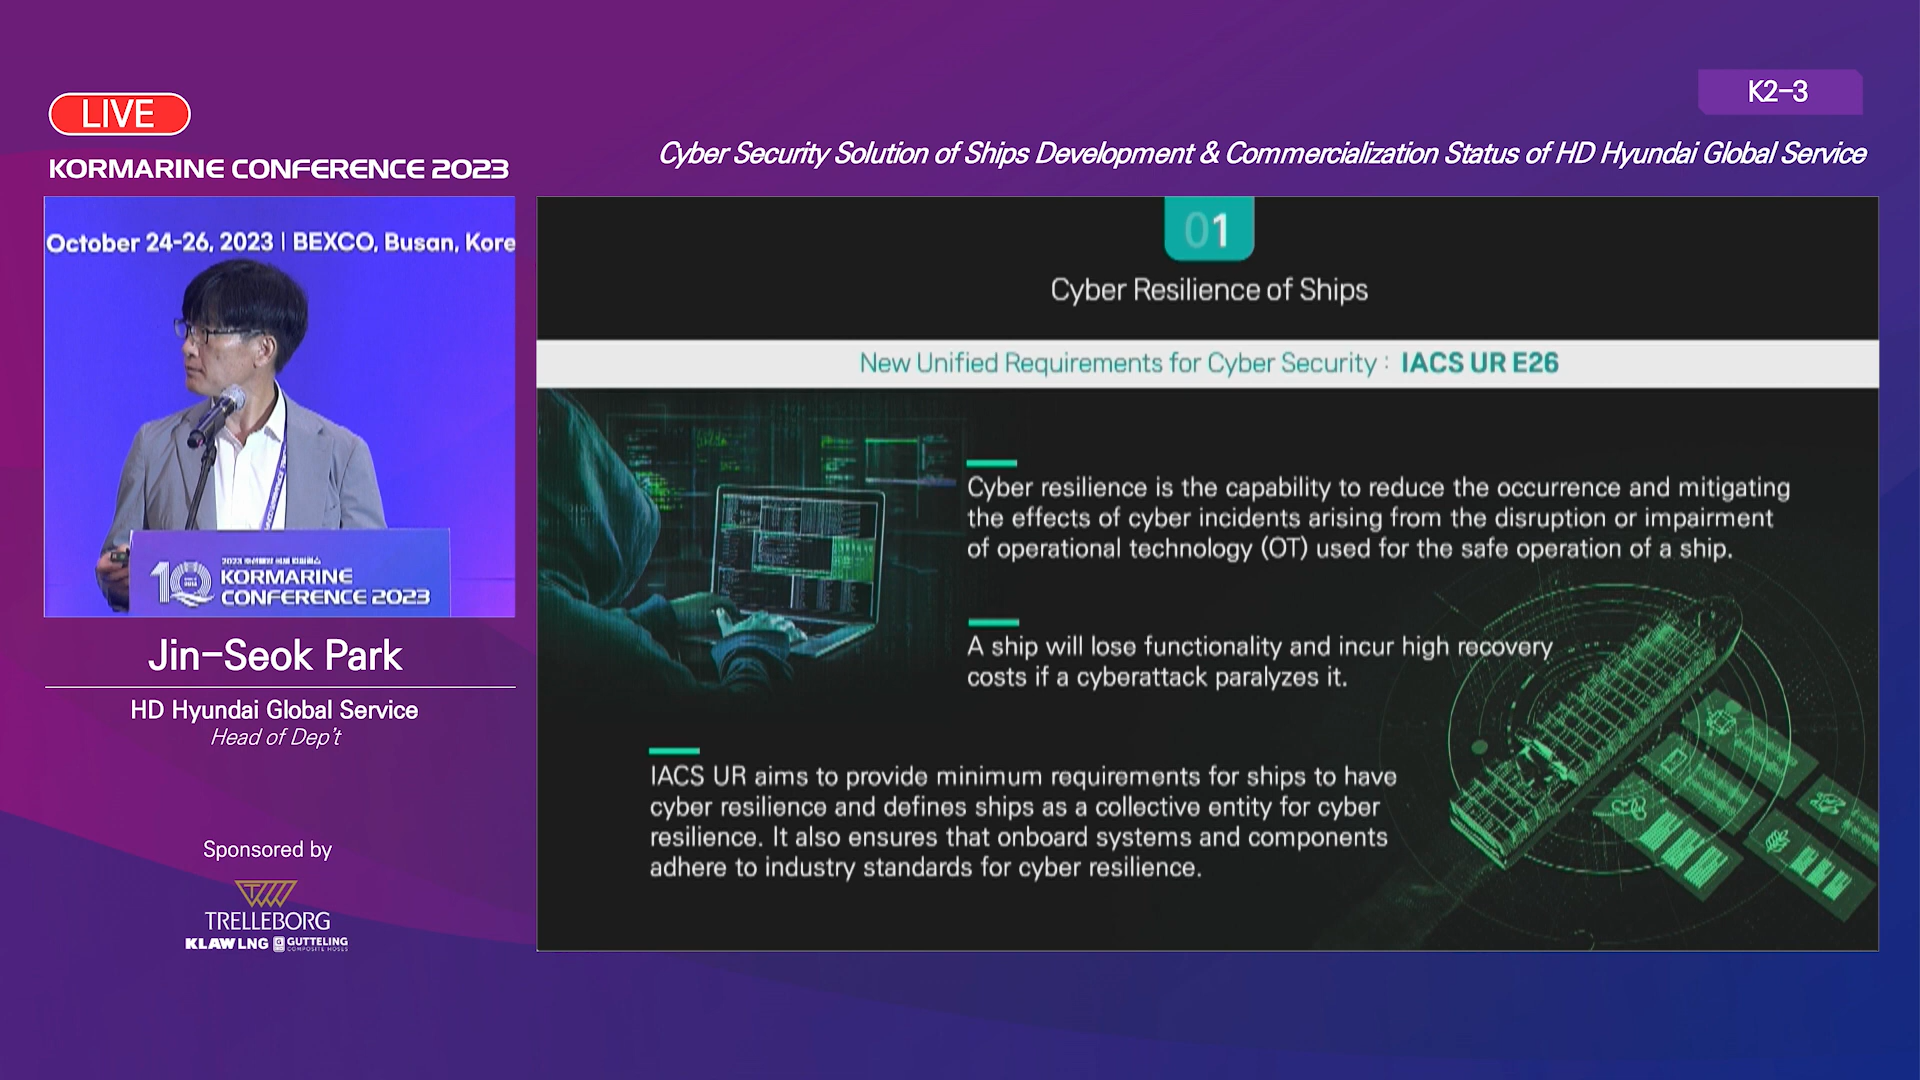 LIVE
KORMARINE CONFERENCE 2023
K2-3
Cyber Security Solution of Ships Development & Commercialization Status of HD Hyundai Global Service
October 24-26, 2023 | BEXCO, Busan, Kore
10
KORMARINE
CONFERENCE 2023
Jin-Seok Park
HD Hyundai Global Service
Head of Dep't
Sponsored by
TRELLEBORG
KLAW LNG GUTTELING
COMPOSITE HOSES
01
Cyber Resilience of Ships
New Unified Requirements for Cyber Security : IACS UR E26
Cyber resilience is the capability to reduce the occurrence and mitigating
the effects of cyber incidents arising from the disruption or impairment
of operational technology (OT) used for the safe operation of a ship.
A ship will lose functionality and incur high recovery
costs if a cyberattack paralyzes it.
IACS UR aims to provide minimum requirements for ships to have
cyber resilience and defines ships as a collective entity for cyber
resilience. It also ensures that onboard systems and components
adhere to industry standards for cyber resilience.